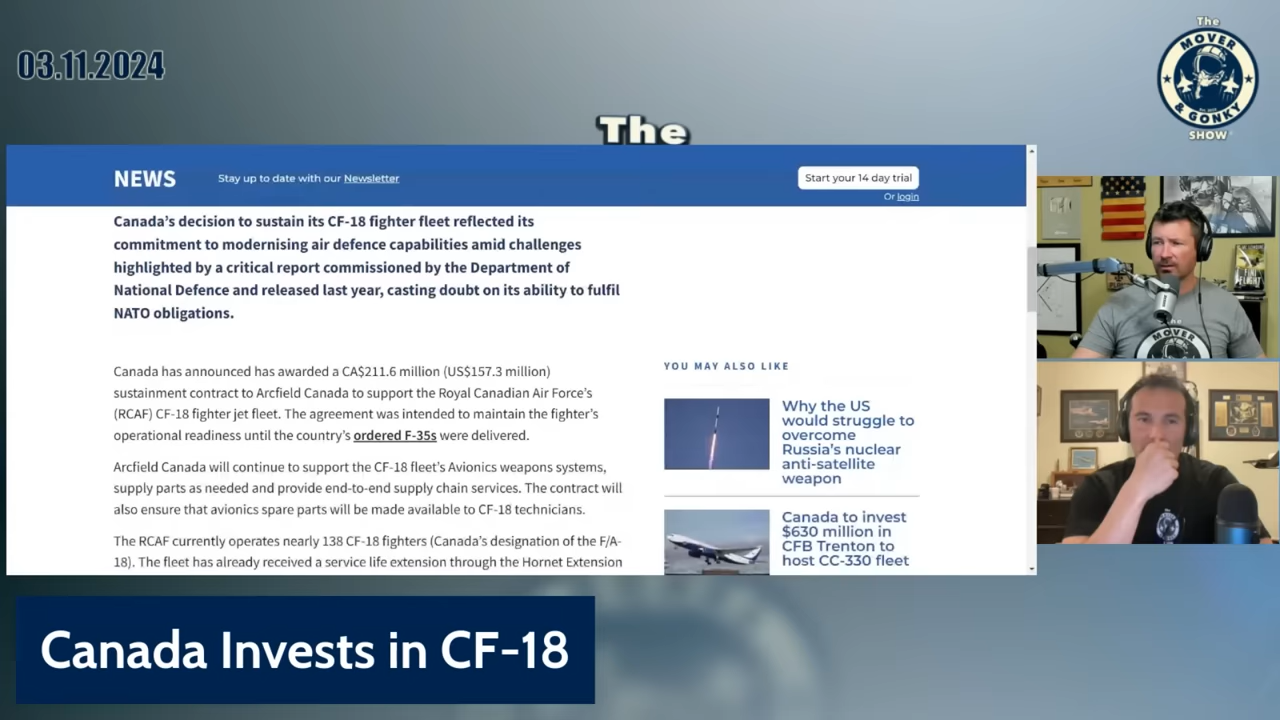 03.11.2024
The
MOVER
& GONKY
SHOW
The
NEWS
Stay up to date with our Newsletter
Start your 14 day trial
Or login
Canada’s decision to sustain its CF-18 fighter fleet reflected its
commitment to modernising air defence capabilities amid challenges
highlighted by a critical report commissioned by the Department of
National Defence and released last year, casting doubt on its ability to fulfil
NATO obligations.
Canada has announced has awarded a CA$211.6 million (US$157.3 million)
sustainment contract to Arcfield Canada to support the Royal Canadian Air Force’s
(RCAF) CF-18 fighter jet fleet. The agreement was intended to maintain the fighter’s
operational readiness until the country’s ordered F-35s were delivered.
Arcfield Canada will continue to support the CF-18 fleet’s Avionics weapons systems,
supply parts as needed and provide end-to-end supply chain services. The contract will
also ensure that avionics spare parts will be made available to CF-18 technicians.
The RCAF currently operates nearly 138 CF-18 fighters (Canada’s designation of the F/A-
18). The fleet has already received a service life extension through the Hornet Extension
YOU MAY ALSO LIKE
Why the US
would struggle to
overcome
Russia’s nuclear
anti-satellite
weapon
Canada to invest
$630 million in
CFB Trenton to
host CC-330 fleet
FLIGHT
The
MOVER
Canada Invests in CF-18